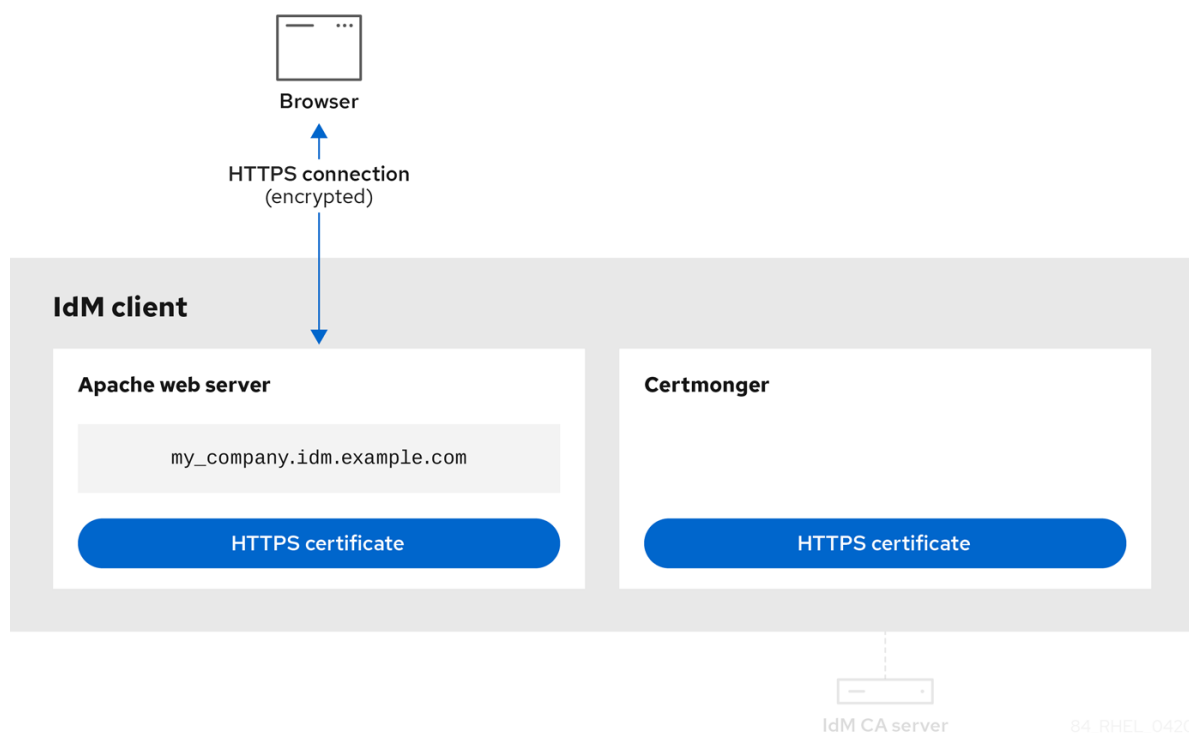 Browser
HTTPS connection
(encrypted)
IdM client
Apache web server
my_company.idm.example.com
HTTPS certificate
Certmonger
HTTPS certificate
IdM CA server
84_RHEL_0420